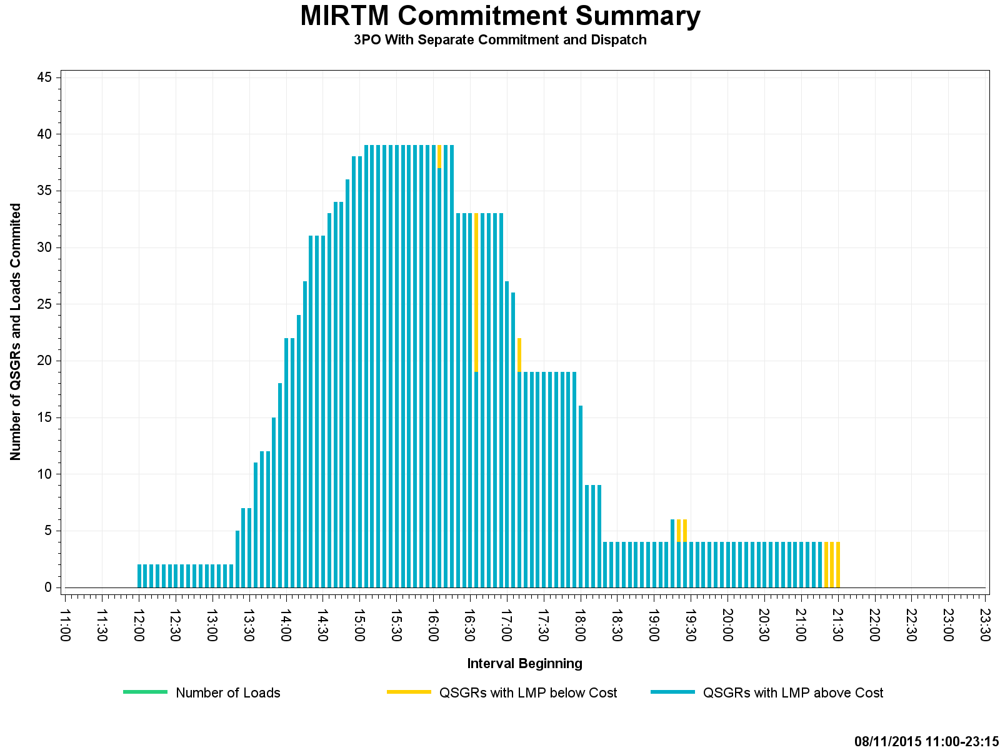 MIRTM Commitment Summary
3PO With Separate Commitment and Dispatch
Number of QSGRs and Loads Commited
45
40
35
30
25
20
15
10
5
0
11:00 11:30 12:00 12:30 13:00 13:30 14:00 14:30 15:00 15:30 16:00 16:30 17:00 17:30 18:00 18:30 19:00 19:30 20:00 20:30 21:00 21:30 22:00 22:30 23:00 23:30
Interval Beginning
Number of Loads QSGRs with LMP below Cost QSGRs with LMP above Cost
08/11/2015 11:00-23:15